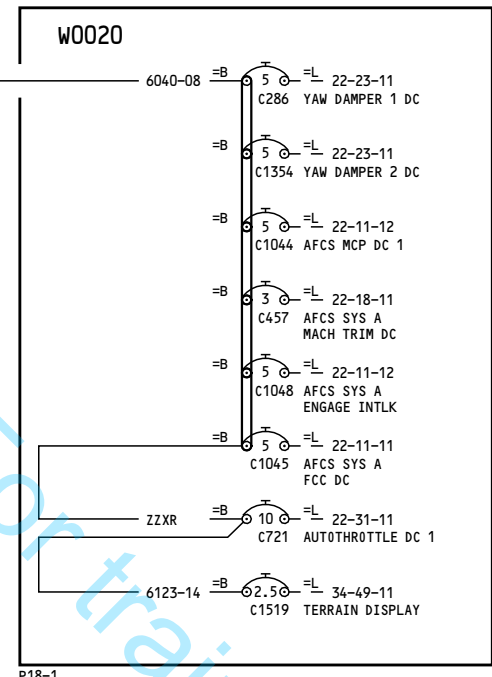 W0020
6040-08 =B 5 =L 22-23-11
C286 YAW DAMPER 1 DC
=B 5 =L 22-23-11
C1354 YAW DAMPER 2 DC
=B 5 =L 22-11-12
C1044 AFCS MCP DC 1
=B 3 =L 22-18-11
C457 AFCS SYS A
MACH TRIM DC
=B 5 =L 22-11-12
C1048 AFCS SYS A
ENGAGE INTLK
=B 5 =L 22-11-11
C1045 AFCS SYS A
FCC DC
ZZXR =B 10 =L 22-31-11
C721 AUTOTHROTTLE DC 1
6123-14 =B 2.5 =L 34-49-11
C1519 TERRAIN DISPLAY
P18-1
For trai